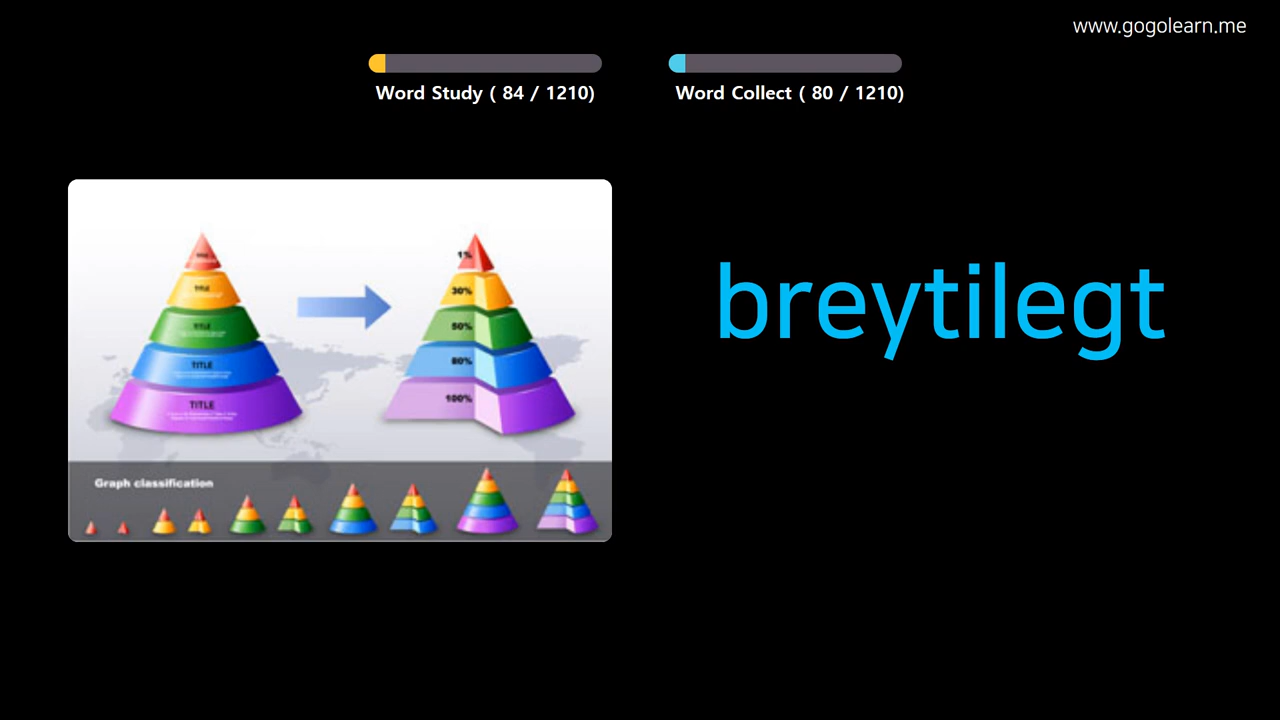 www.gogolearn.me
Word Study ( 84 / 1210)
Word Collect ( 80 / 1210)
breytilegt
TITLE
TITLE
TITLE
TITLE
1%
30%
50%
80%
100%
Graph classification